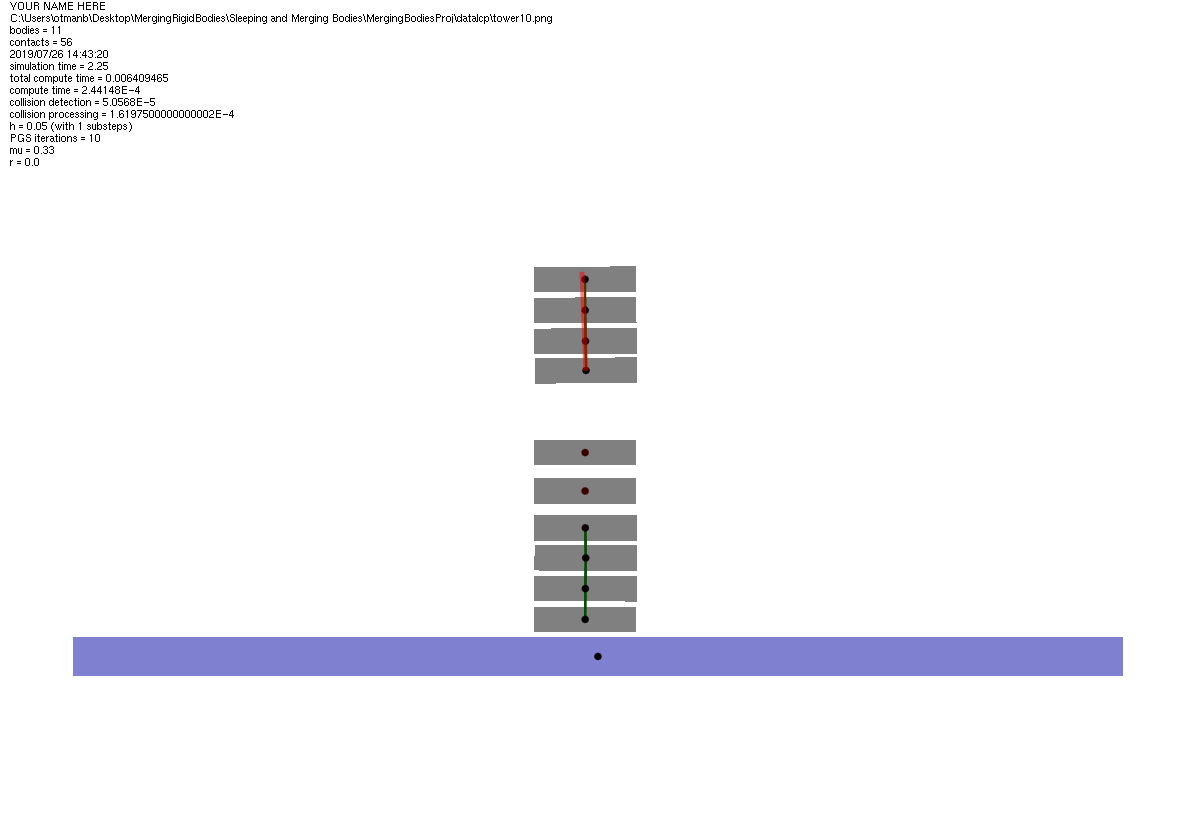 YOUR NAME HERE
C:\Users\otmanb\Desktop\MergingRigidBodies\Sleeping and Merging Bodies\MergingBodiesProj\datalcp\tower10.png
bodies = 11
contacts = 56
2019/07/26 14:43:20
simulation time = 2.25
total compute time = 0.006409465
compute time = 2.44148E-4
collision detection = 5.0568E-5
collision processing = 1.6197500000000002E-4
h = 0.05 (with 1 substeps)
PGS iterations = 10
mu = 0.33
r = 0.0